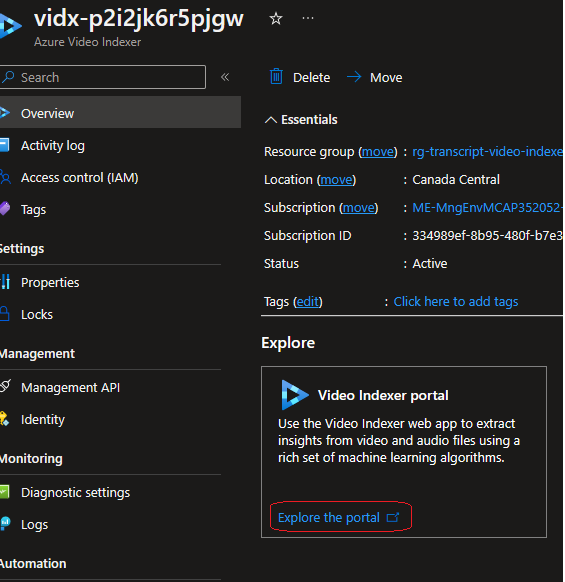 vidx-p2i2jk6r5pjgw
Azure Video Indexer
Search
Overview
Activity log
Access control (IAM)
Tags
Settings
Properties
Locks
Management
Management API
Identity
Monitoring
Diagnostic settings
Logs
Automation
Delete
Move
Essentials
Resource group (move) : rg-transcript-video-indexe
Location (move) : Canada Central
Subscription (move) : ME-MngEnvMCAP352052-
Subscription ID : 334989ef-8b95-480f-b7e3
Status : Active
Tags (edit) : Click here to add tags
Explore
Video Indexer portal
Use the Video Indexer web app to extract
insights from video and audio files using a
rich set of machine learning algorithms.
Explore the portal